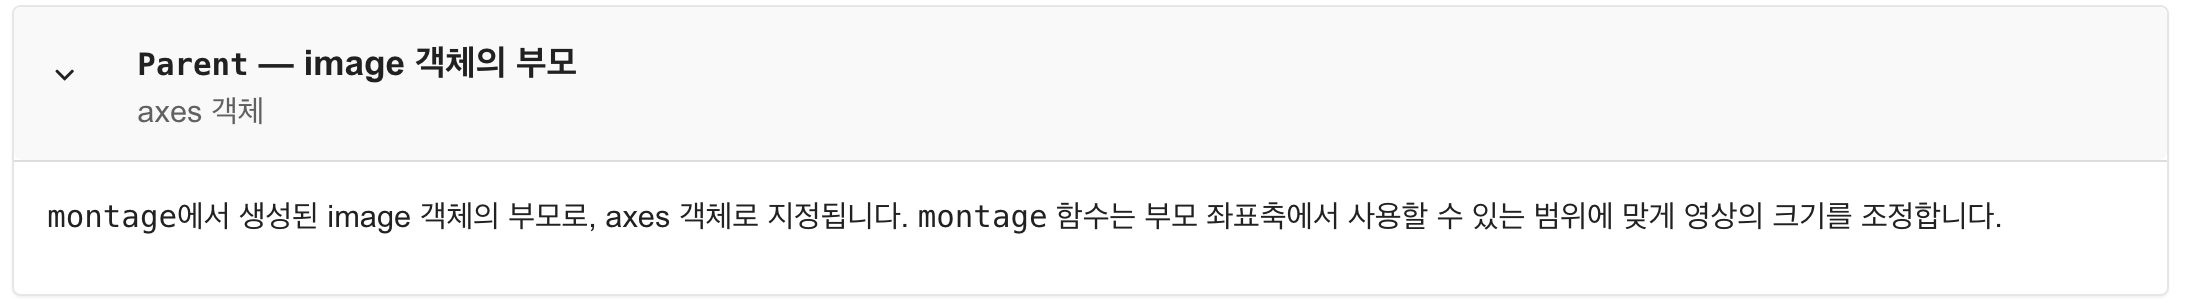 Parent — image 객체의 부모
axes 객체
montage에서 생성된 image 객체의 부모로, axes 객체로 지정됩니다. montage 함수는 부모 좌표축에서 사용할 수 있는 범위에 맞게 영상의 크기를 조정합니다.